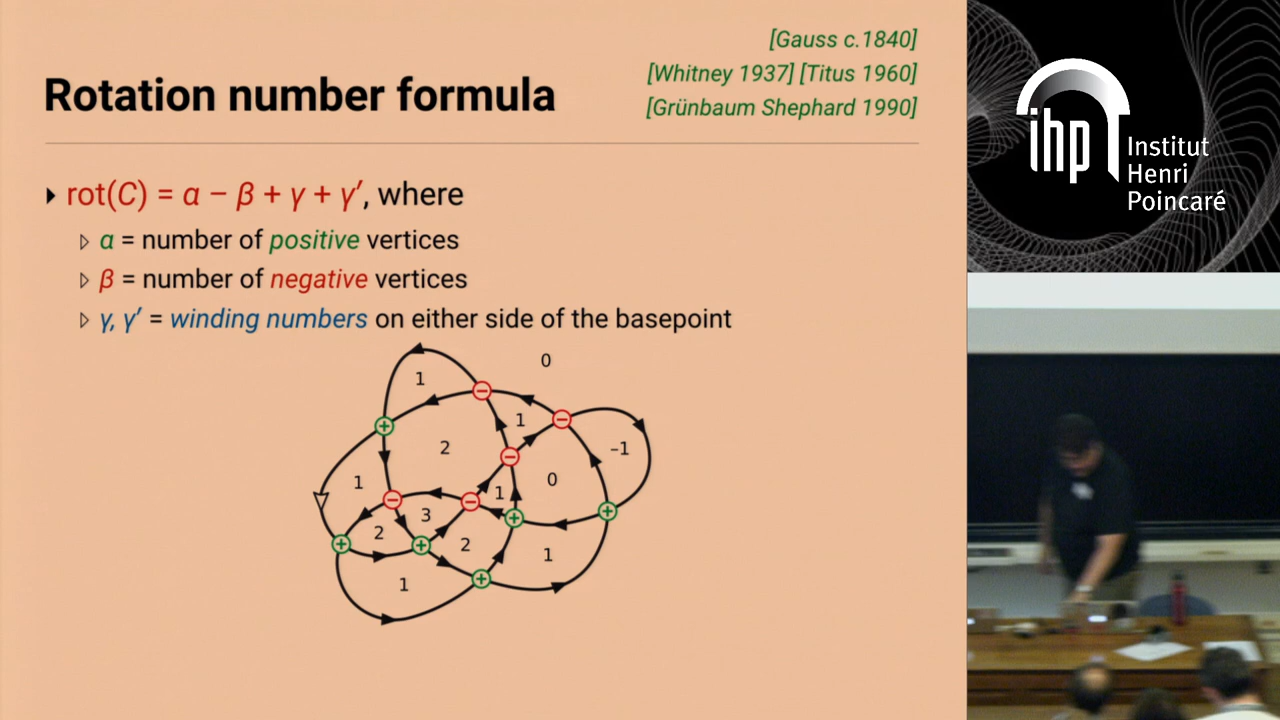 [Gauss c.1840]
[Whitney 1937] [Titus 1960]
[Grünbaum Shephard 1990]
Rotation number formula
rot(C) = α − β + γ + γ′, where
α = number of positive vertices
β = number of negative vertices
γ, γ′ = winding numbers on either side of the basepoint
0
1
−
−
1
+
2
−
−1
0
1
1
−
−
3
+
+
2
+
+
2
1
1
+
ihp
Institut
Henri
Poincaré